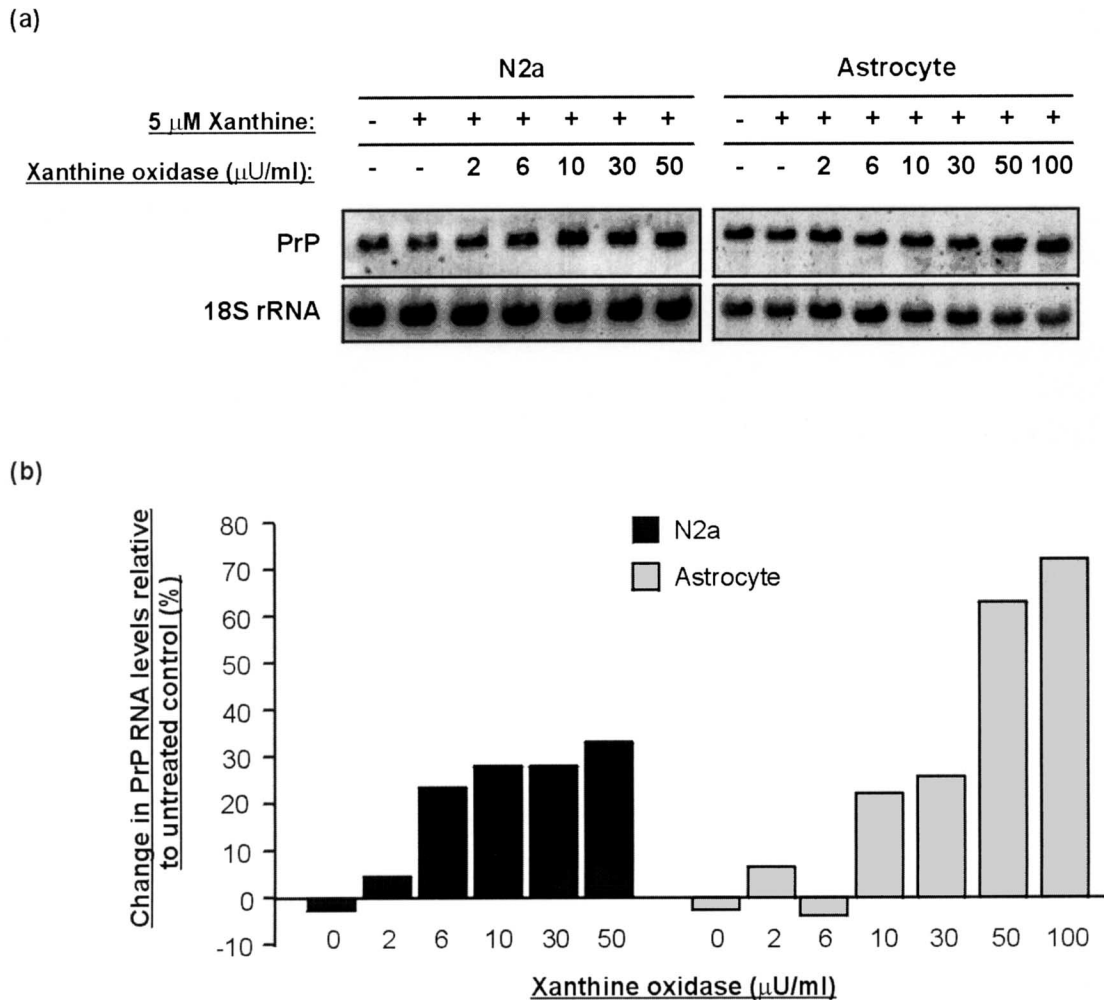 (a)
N2a Astrocyte
5 μM Xanthine: - + + + + + + - + + + + + + +
Xanthine oxidase (μU/ml): - - 2 6 10 30 50 - - 2 6 10 30 50 100
PrP
18S rRNA
(b)
Change in PrP RNA levels relative
to untreated control (%)
80
70
60
50
40
30
20
10
0
-10
N2a
Astrocyte
0 2 6 10 30 50 0 2 6 10 30 50 100
Xanthine oxidase (μU/ml)